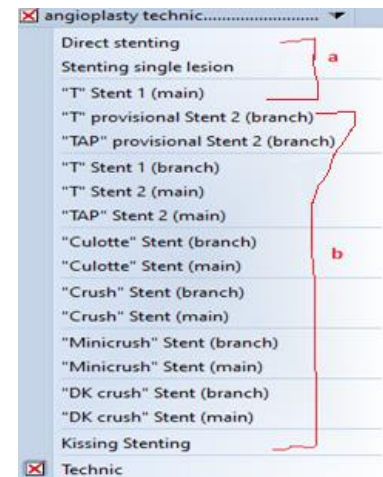 angioplasty technic............................
Direct stenting
Stenting single lesion
a
"T" Stent 1 (main)
"T" provisional Stent 2 (branch)
"TAP" provisional Stent 2 (branch)
"T" Stent 1 (branch)
"T" Stent 2 (main)
"TAP" Stent 2 (main)
"Culotte" Stent (branch)
b
"Culotte" Stent (main)
"Crush" Stent (branch)
"Crush" Stent (main)
"Minicrush" Stent (branch)
"Minicrush" Stent (main)
"DK crush" Stent (branch)
"DK crush" Stent (main)
Kissing Stenting
Technic